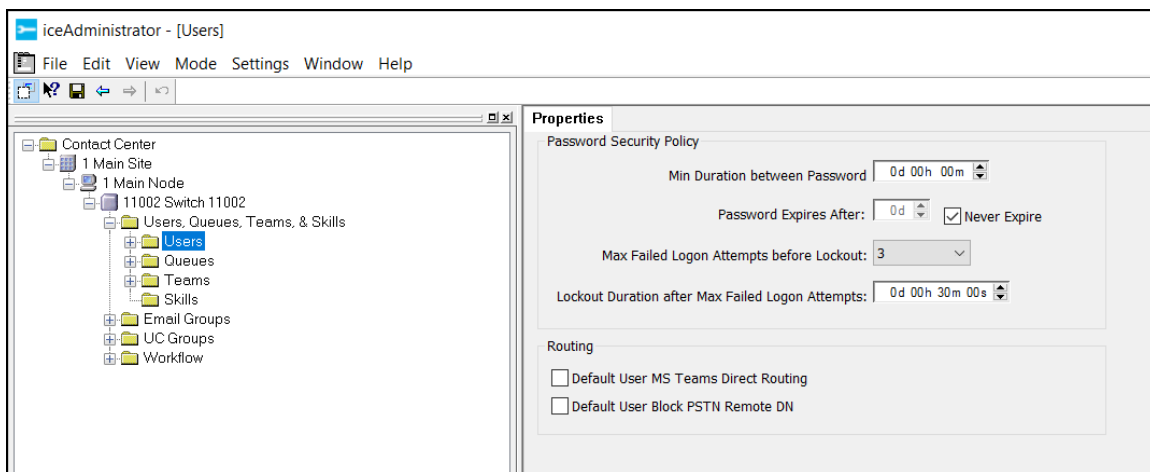 iceAdministrator - [Users]
File Edit View Mode Settings Window Help
Contact Center
1 Main Site
1 Main Node
11002 Switch 11002
Users, Queues, Teams, & Skills
Users
Queues
Teams
Skills
Email Groups
UC Groups
Workflow
Properties
Password Security Policy
Min Duration between Password 0d 00h 00m
Password Expires After: 0d Never Expire
Max Failed Logon Attempts before Lockout: 3
Lockout Duration after Max Failed Logon Attempts: 0d 00h 30m 00s
Routing
Default User MS Teams Direct Routing
Default User Block PSTN Remote DN